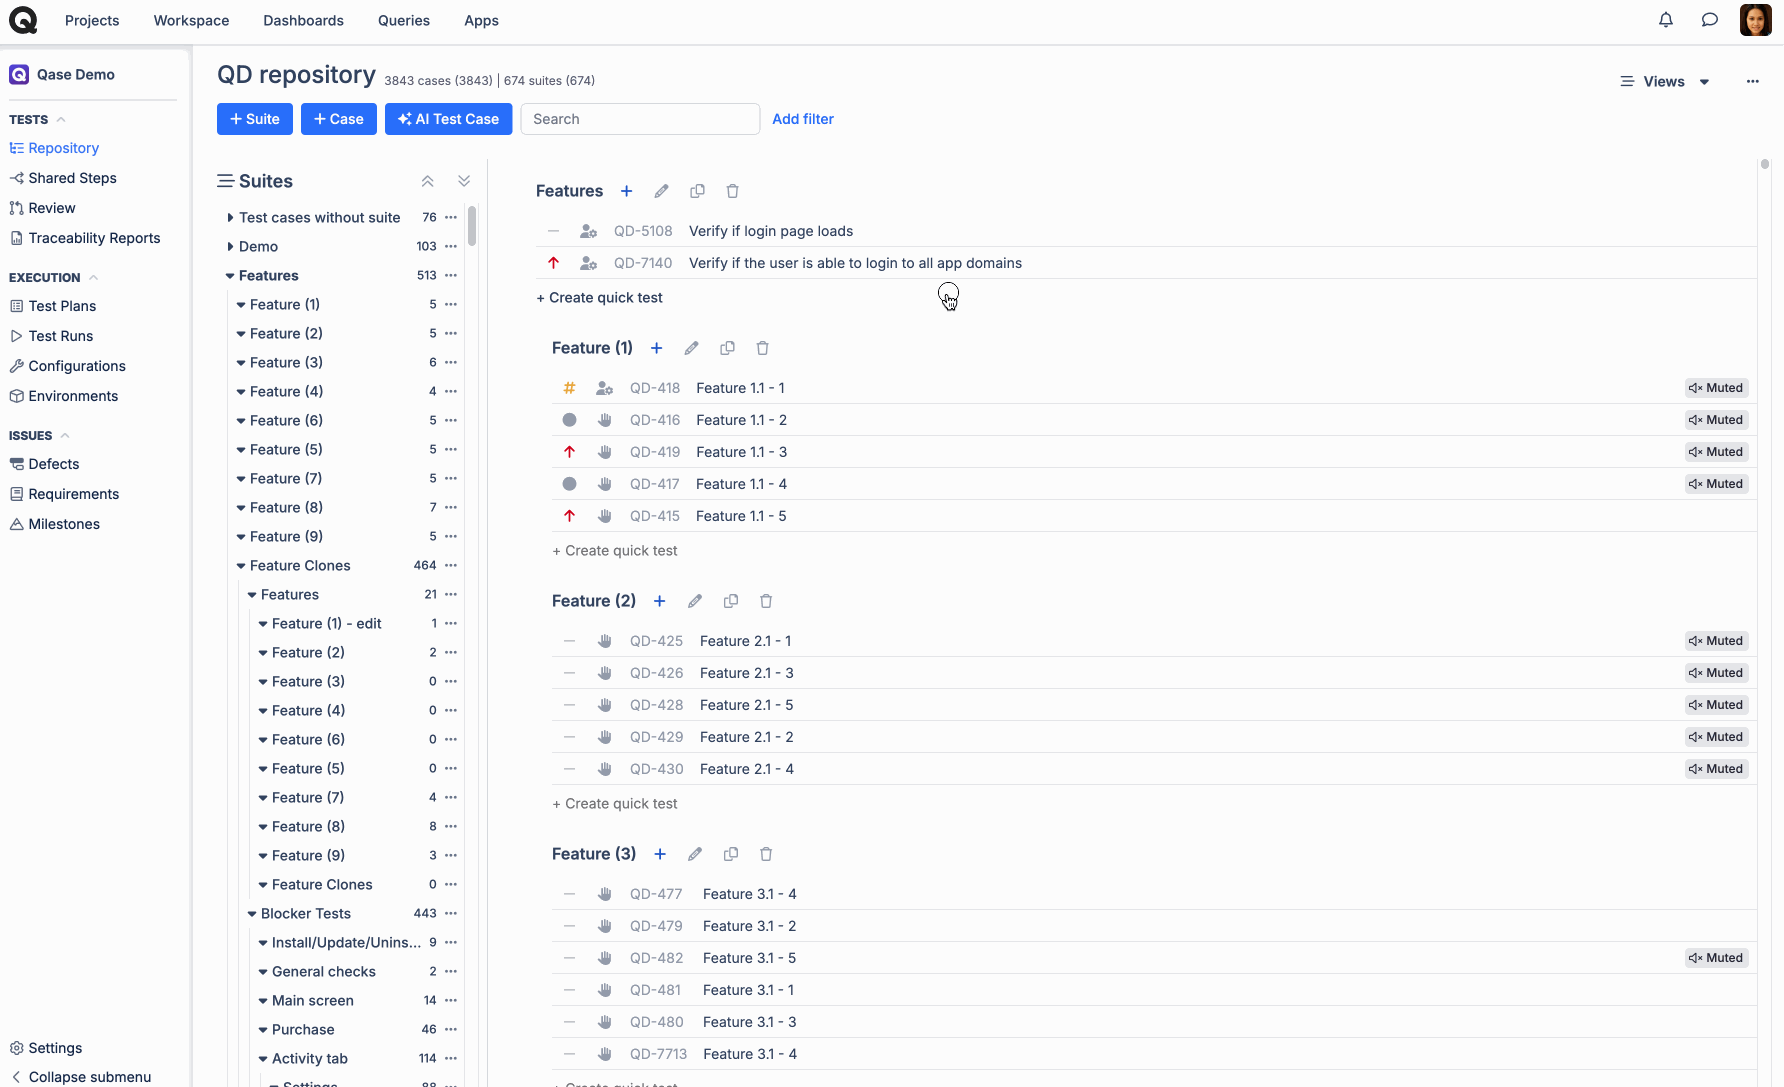 Projects Workspace Dashboards Queries Apps
Qase Demo
TESTS
Repository
Shared Steps
Review
Traceability Reports
EXECUTION
Test Plans
Test Runs
Configurations
Environments
ISSUES
Defects
Requirements
Milestones
Settings
Collapse submenu
QD repository 3843 cases (3843) | 674 suites (674)
Views
+ Suite + Case AI Test Case Search Add filter
Suites
Test cases without suite 76
Demo 103
Features 513
Feature (1) 5
Feature (2) 5
Feature (3) 6
Feature (4) 4
Feature (6) 5
Feature (5) 5
Feature (7) 5
Feature (8) 7
Feature (9) 5
Feature Clones 464
Features 21
Feature (1) - edit 1
Feature (2) 2
Feature (3) 0
Feature (4) 0
Feature (6) 0
Feature (5) 0
Feature (7) 4
Feature (8) 8
Feature (9) 3
Feature Clones 0
Blocker Tests 443
Install/Update/Unins... 9
General checks 2
Main screen 14
Purchase 46
Activity tab 114
Settings 88
Features
QD-5108 Verify if login page loads
QD-7140 Verify if the user is able to login to all app domains
+ Create quick test
Feature (1)
QD-418 Feature 1.1 - 1 Muted
QD-416 Feature 1.1 - 2 Muted
QD-419 Feature 1.1 - 3 Muted
QD-417 Feature 1.1 - 4 Muted
QD-415 Feature 1.1 - 5
+ Create quick test
Feature (2)
QD-425 Feature 2.1 - 1 Muted
QD-426 Feature 2.1 - 3 Muted
QD-428 Feature 2.1 - 5 Muted
QD-429 Feature 2.1 - 2 Muted
QD-430 Feature 2.1 - 4 Muted
+ Create quick test
Feature (3)
QD-477 Feature 3.1 - 4
QD-479 Feature 3.1 - 2
QD-482 Feature 3.1 - 5 Muted
QD-481 Feature 3.1 - 1
QD-480 Feature 3.1 - 3
QD-7713 Feature 3.1 - 4
+ Create quick test